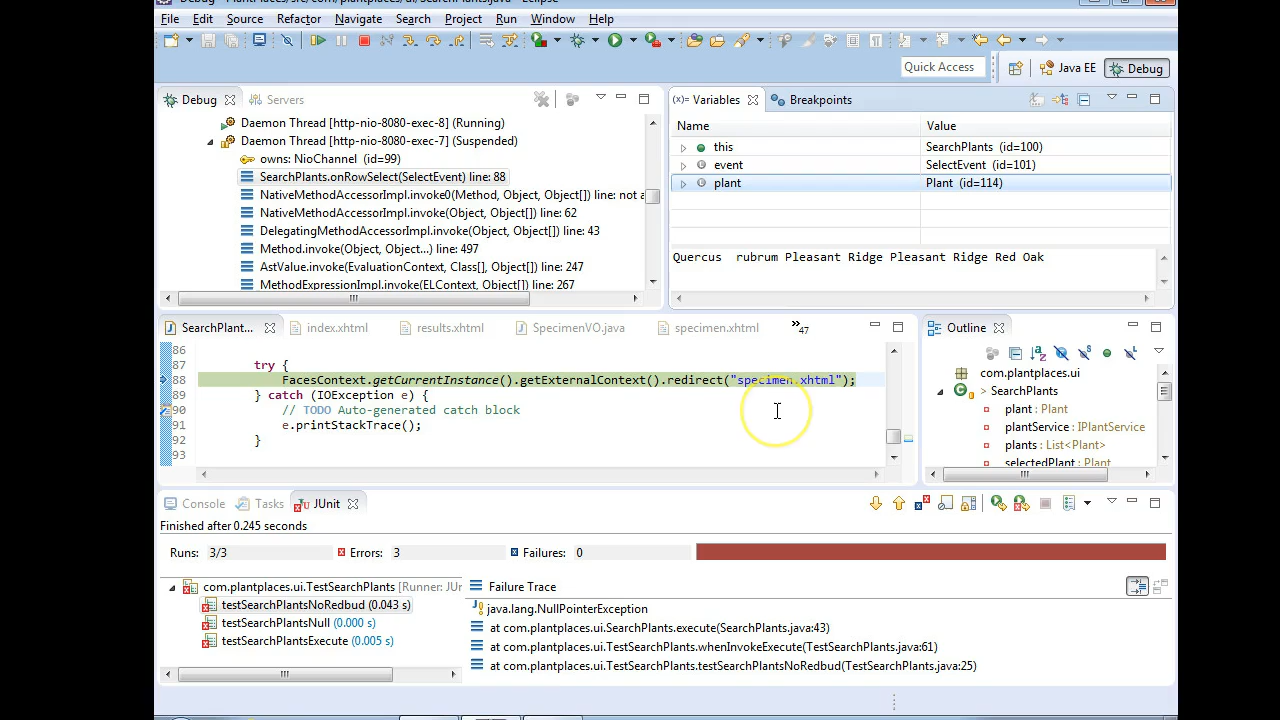 File Edit Source Refactor Navigate Search Project Run Window Help
Quick Access Java EE Debug
Debug Servers
Daemon Thread [http-nio-8080-exec-8] (Running)
Daemon Thread [http-nio-8080-exec-7] (Suspended)
owns: NioChannel (id=99)
SearchPlants.onRowSelect(SelectEvent) line: 88
NativeMethodAccessorImpl.invoke0(Method, Object, Object[]) line: not a
NativeMethodAccessorImpl.invoke(Object, Object[]) line: 62
DelegatingMethodAccessorImpl.invoke(Object, Object[]) line: 43
Method.invoke(Object, Object...) line: 497
AstValue.invoke(EvaluationContext, Class[], Object[]) line: 247
MethodExpressionImpl.invoke(ELContext, Object[]) line: 267
(x)= Variables Breakpoints
Name Value
this SearchPlants (id=100)
event SelectEvent (id=101)
plant Plant (id=114)
Quercus rubrum Pleasant Ridge Pleasant Ridge Red Oak
SearchPlant... index.xhtml results.xhtml SpecimenVO.java specimen.xhtml »47
86
87 try {
88 FacesContext.getCurrentInstance().getExternalContext().redirect("specimen.xhtml");
89 } catch (IOException e) {
90 // TODO Auto-generated catch block
91 e.printStackTrace();
92 }
93
Outline
com.plantplaces.ui
> SearchPlants
plant : Plant
plantService : IPlantService
plants : List<Plant>
selectedPlant : Plant
Console Tasks JUnit
Finished after 0.245 seconds
Runs: 3/3 Errors: 3 Failures: 0
com.plantplaces.ui.TestSearchPlants [Runner: JUr
testSearchPlantsNoRedbud (0.043 s)
testSearchPlantsNull (0.000 s)
testSearchPlantsExecute (0.005 s)
Failure Trace
java.lang.NullPointerException
at com.plantplaces.ui.SearchPlants.execute(SearchPlants.java:43)
at com.plantplaces.ui.TestSearchPlants.whenInvokeExecute(TestSearchPlants.java:61)
at com.plantplaces.ui.TestSearchPlants.testSearchPlantsNoRedbud(TestSearchPlants.java:25)